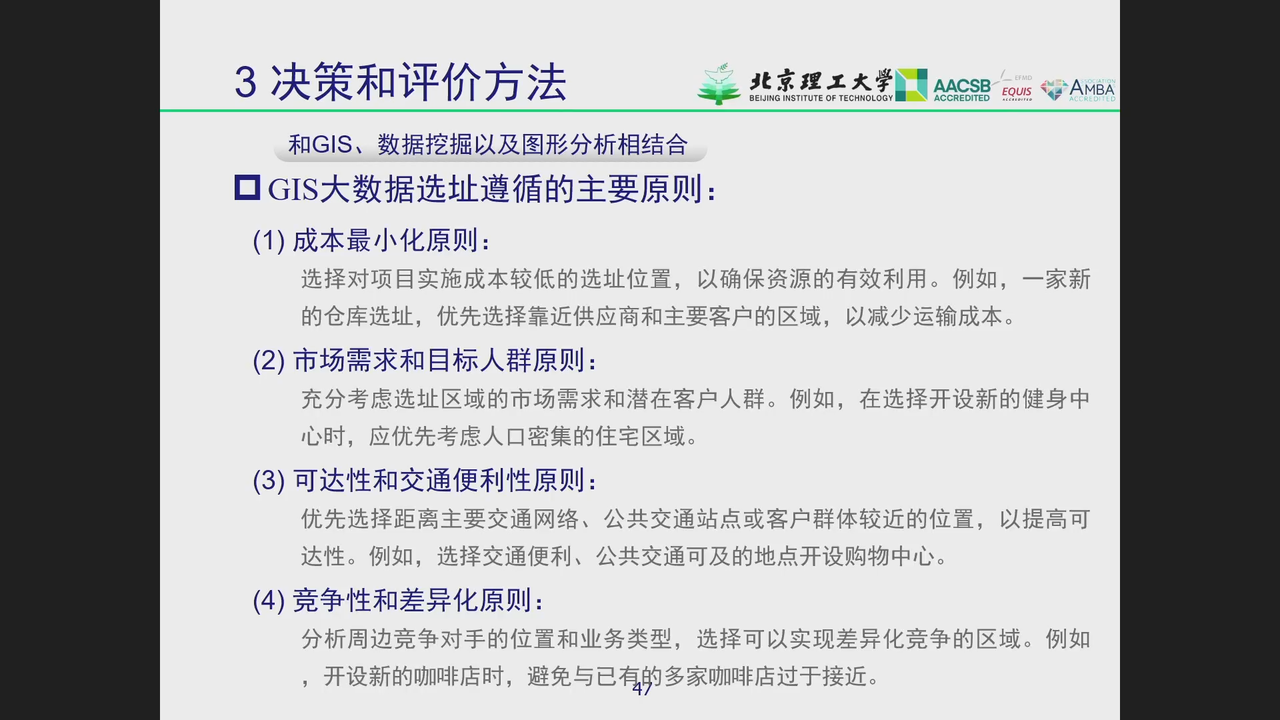 3 决策和评价方法
北京理工大学
BEIJING INSTITUTE OF TECHNOLOGY
AACSB
ACCREDITED
EFMD
EQUIS
ACCREDITED
ASSOCIATION
AMBA
ACCREDITED
和GIS、数据挖掘以及图形分析相结合
GIS大数据选址遵循的主要原则：
(1) 成本最小化原则：
选择对项目实施成本较低的选址位置，以确保资源的有效利用。例如，一家新
的仓库选址，优先选择靠近供应商和主要客户的区域，以减少运输成本。
(2) 市场需求和目标人群原则：
充分考虑选址区域的市场需求和潜在客户人群。例如，在选择开设新的健身中
心时，应优先考虑人口密集的住宅区域。
(3) 可达性和交通便利性原则：
优先选择距离主要交通网络、公共交通站点或客户群体较近的位置，以提高可
达性。例如，选择交通便利、公共交通可及的地点开设购物中心。
(4) 竞争性和差异化原则：
分析周边竞争对手的位置和业务类型，选择可以实现差异化竞争的区域。例如
，开设新的咖啡店时，避免与已有的多家咖啡店过于接近。
47